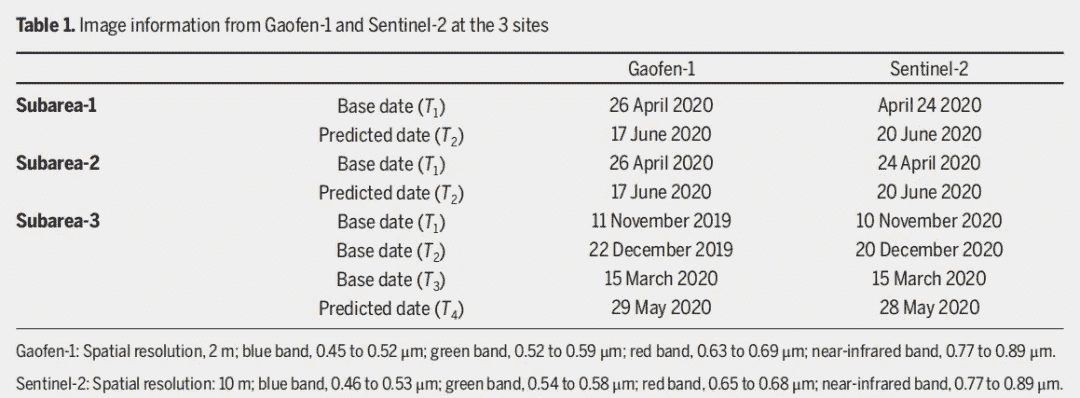 Table 1. Image information from Gaofen-1 and Sentinel-2 at the 3 sites
Gaofen-1 Sentinel-2
Subarea-1 Base date (T1) 26 April 2020 April 24 2020
Predicted date (T2) 17 June 2020 20 June 2020
Subarea-2 Base date (T1) 26 April 2020 24 April 2020
Predicted date (T2) 17 June 2020 20 June 2020
Subarea-3 Base date (T1) 11 November 2019 10 November 2020
Base date (T2) 22 December 2019 20 December 2020
Base date (T3) 15 March 2020 15 March 2020
Predicted date (T4) 29 May 2020 28 May 2020
Gaofen-1: Spatial resolution, 2 m; blue band, 0.45 to 0.52 μm; green band, 0.52 to 0.59 μm; red band, 0.63 to 0.69 μm; near-infrared band, 0.77 to 0.89 μm.
Sentinel-2: Spatial resolution: 10 m; blue band, 0.46 to 0.53 μm; green band, 0.54 to 0.58 μm; red band, 0.65 to 0.68 μm; near-infrared band, 0.77 to 0.89 μm.